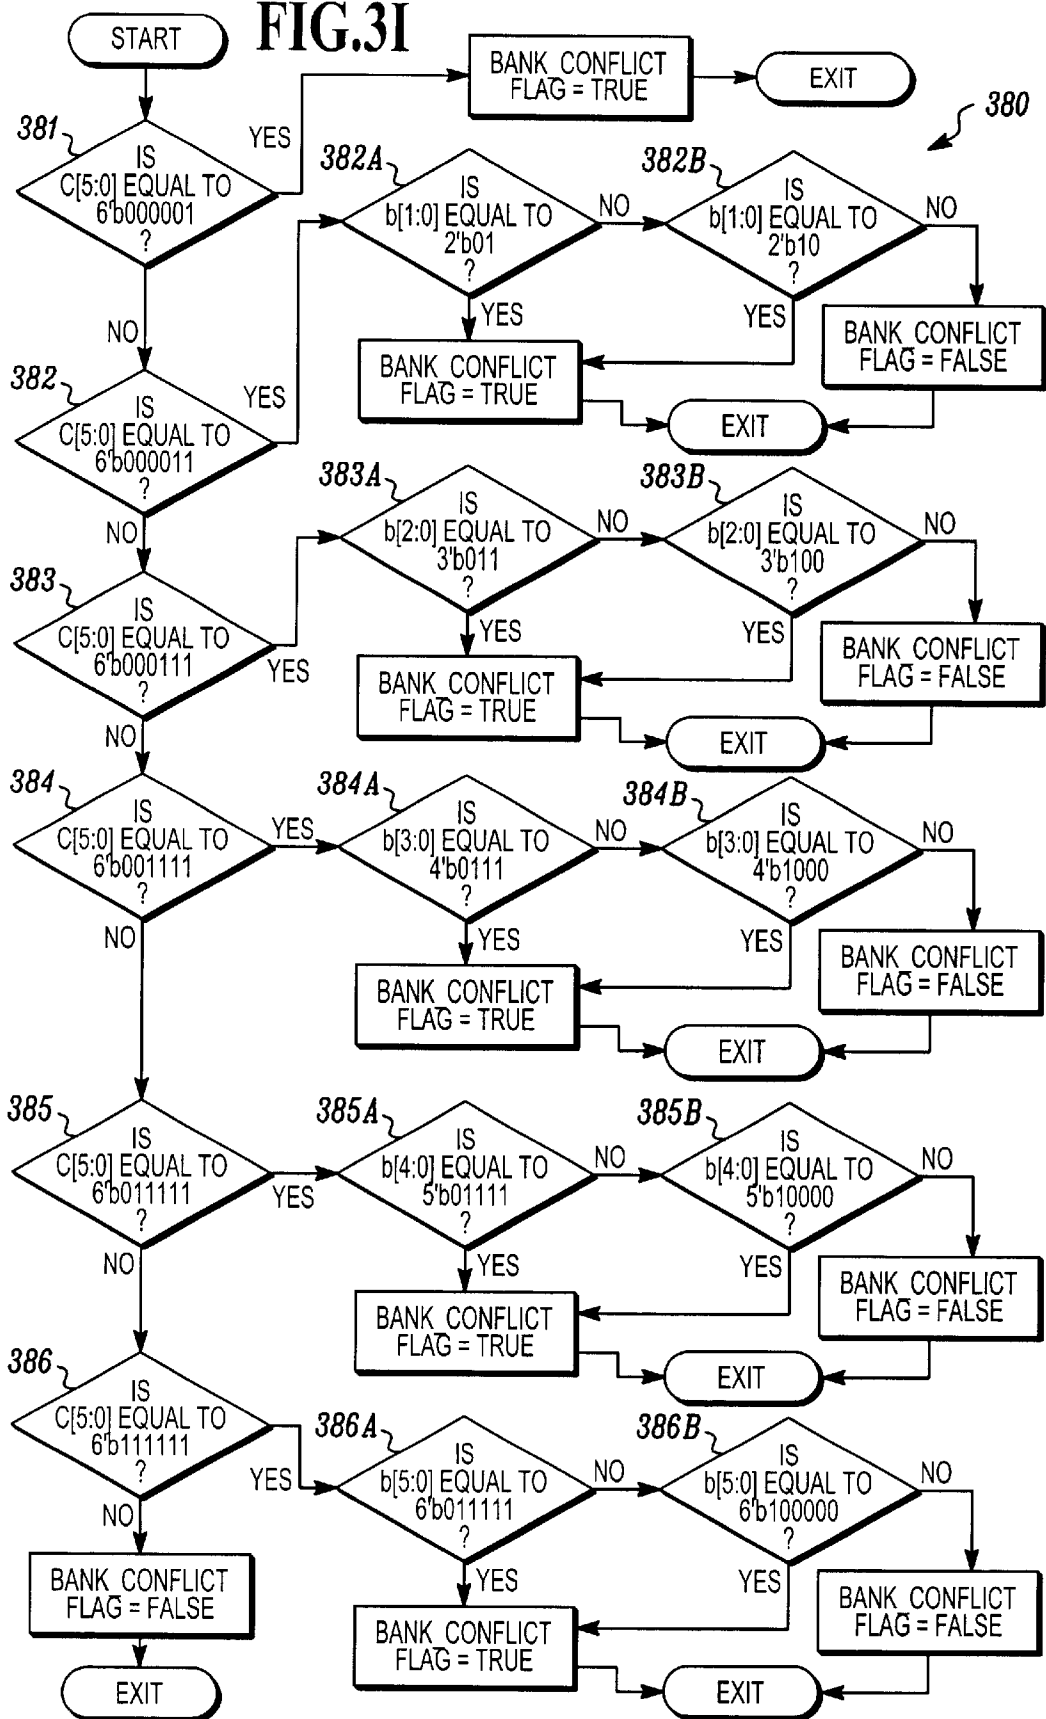 FIG.3I
START
BANK_CONFLICT
FLAG = TRUE
EXIT
380
381
IS
C[5:0] EQUAL TO
6'b000001
?
YES
NO
382
IS
C[5:0] EQUAL TO
6'b000011
?
YES
NO
382A
IS
b[1:0] EQUAL TO
2'b01
?
NO
YES
382B
IS
b[1:0] EQUAL TO
2'b10
?
NO
YES
BANK_CONFLICT
FLAG = TRUE
BANK_CONFLICT
FLAG = FALSE
EXIT
383
IS
C[5:0] EQUAL TO
6'b000111
?
YES
NO
383A
IS
b[2:0] EQUAL TO
3'b011
?
NO
YES
383B
IS
b[2:0] EQUAL TO
3'b100
?
NO
YES
BANK_CONFLICT
FLAG = TRUE
BANK_CONFLICT
FLAG = FALSE
EXIT
384
IS
C[5:0] EQUAL TO
6'b001111
?
YES
NO
384A
IS
b[3:0] EQUAL TO
4'b0111
?
NO
YES
384B
IS
b[3:0] EQUAL TO
4'b1000
?
NO
YES
BANK_CONFLICT
FLAG = TRUE
BANK_CONFLICT
FLAG = FALSE
EXIT
385
IS
C[5:0] EQUAL TO
6'b011111
?
YES
NO
385A
IS
b[4:0] EQUAL TO
5'b01111
?
NO
YES
385B
IS
b[4:0] EQUAL TO
5'b10000
?
NO
YES
BANK_CONFLICT
FLAG = TRUE
BANK_CONFLICT
FLAG = FALSE
EXIT
386
IS
C[5:0] EQUAL TO
6'b111111
?
YES
NO
386A
IS
b[5:0] EQUAL TO
6'b011111
?
NO
YES
386B
IS
b[5:0] EQUAL TO
6'b100000
?
NO
YES
BANK_CONFLICT
FLAG = FALSE
EXIT
BANK_CONFLICT
FLAG = TRUE
BANK_CONFLICT
FLAG = FALSE
EXIT